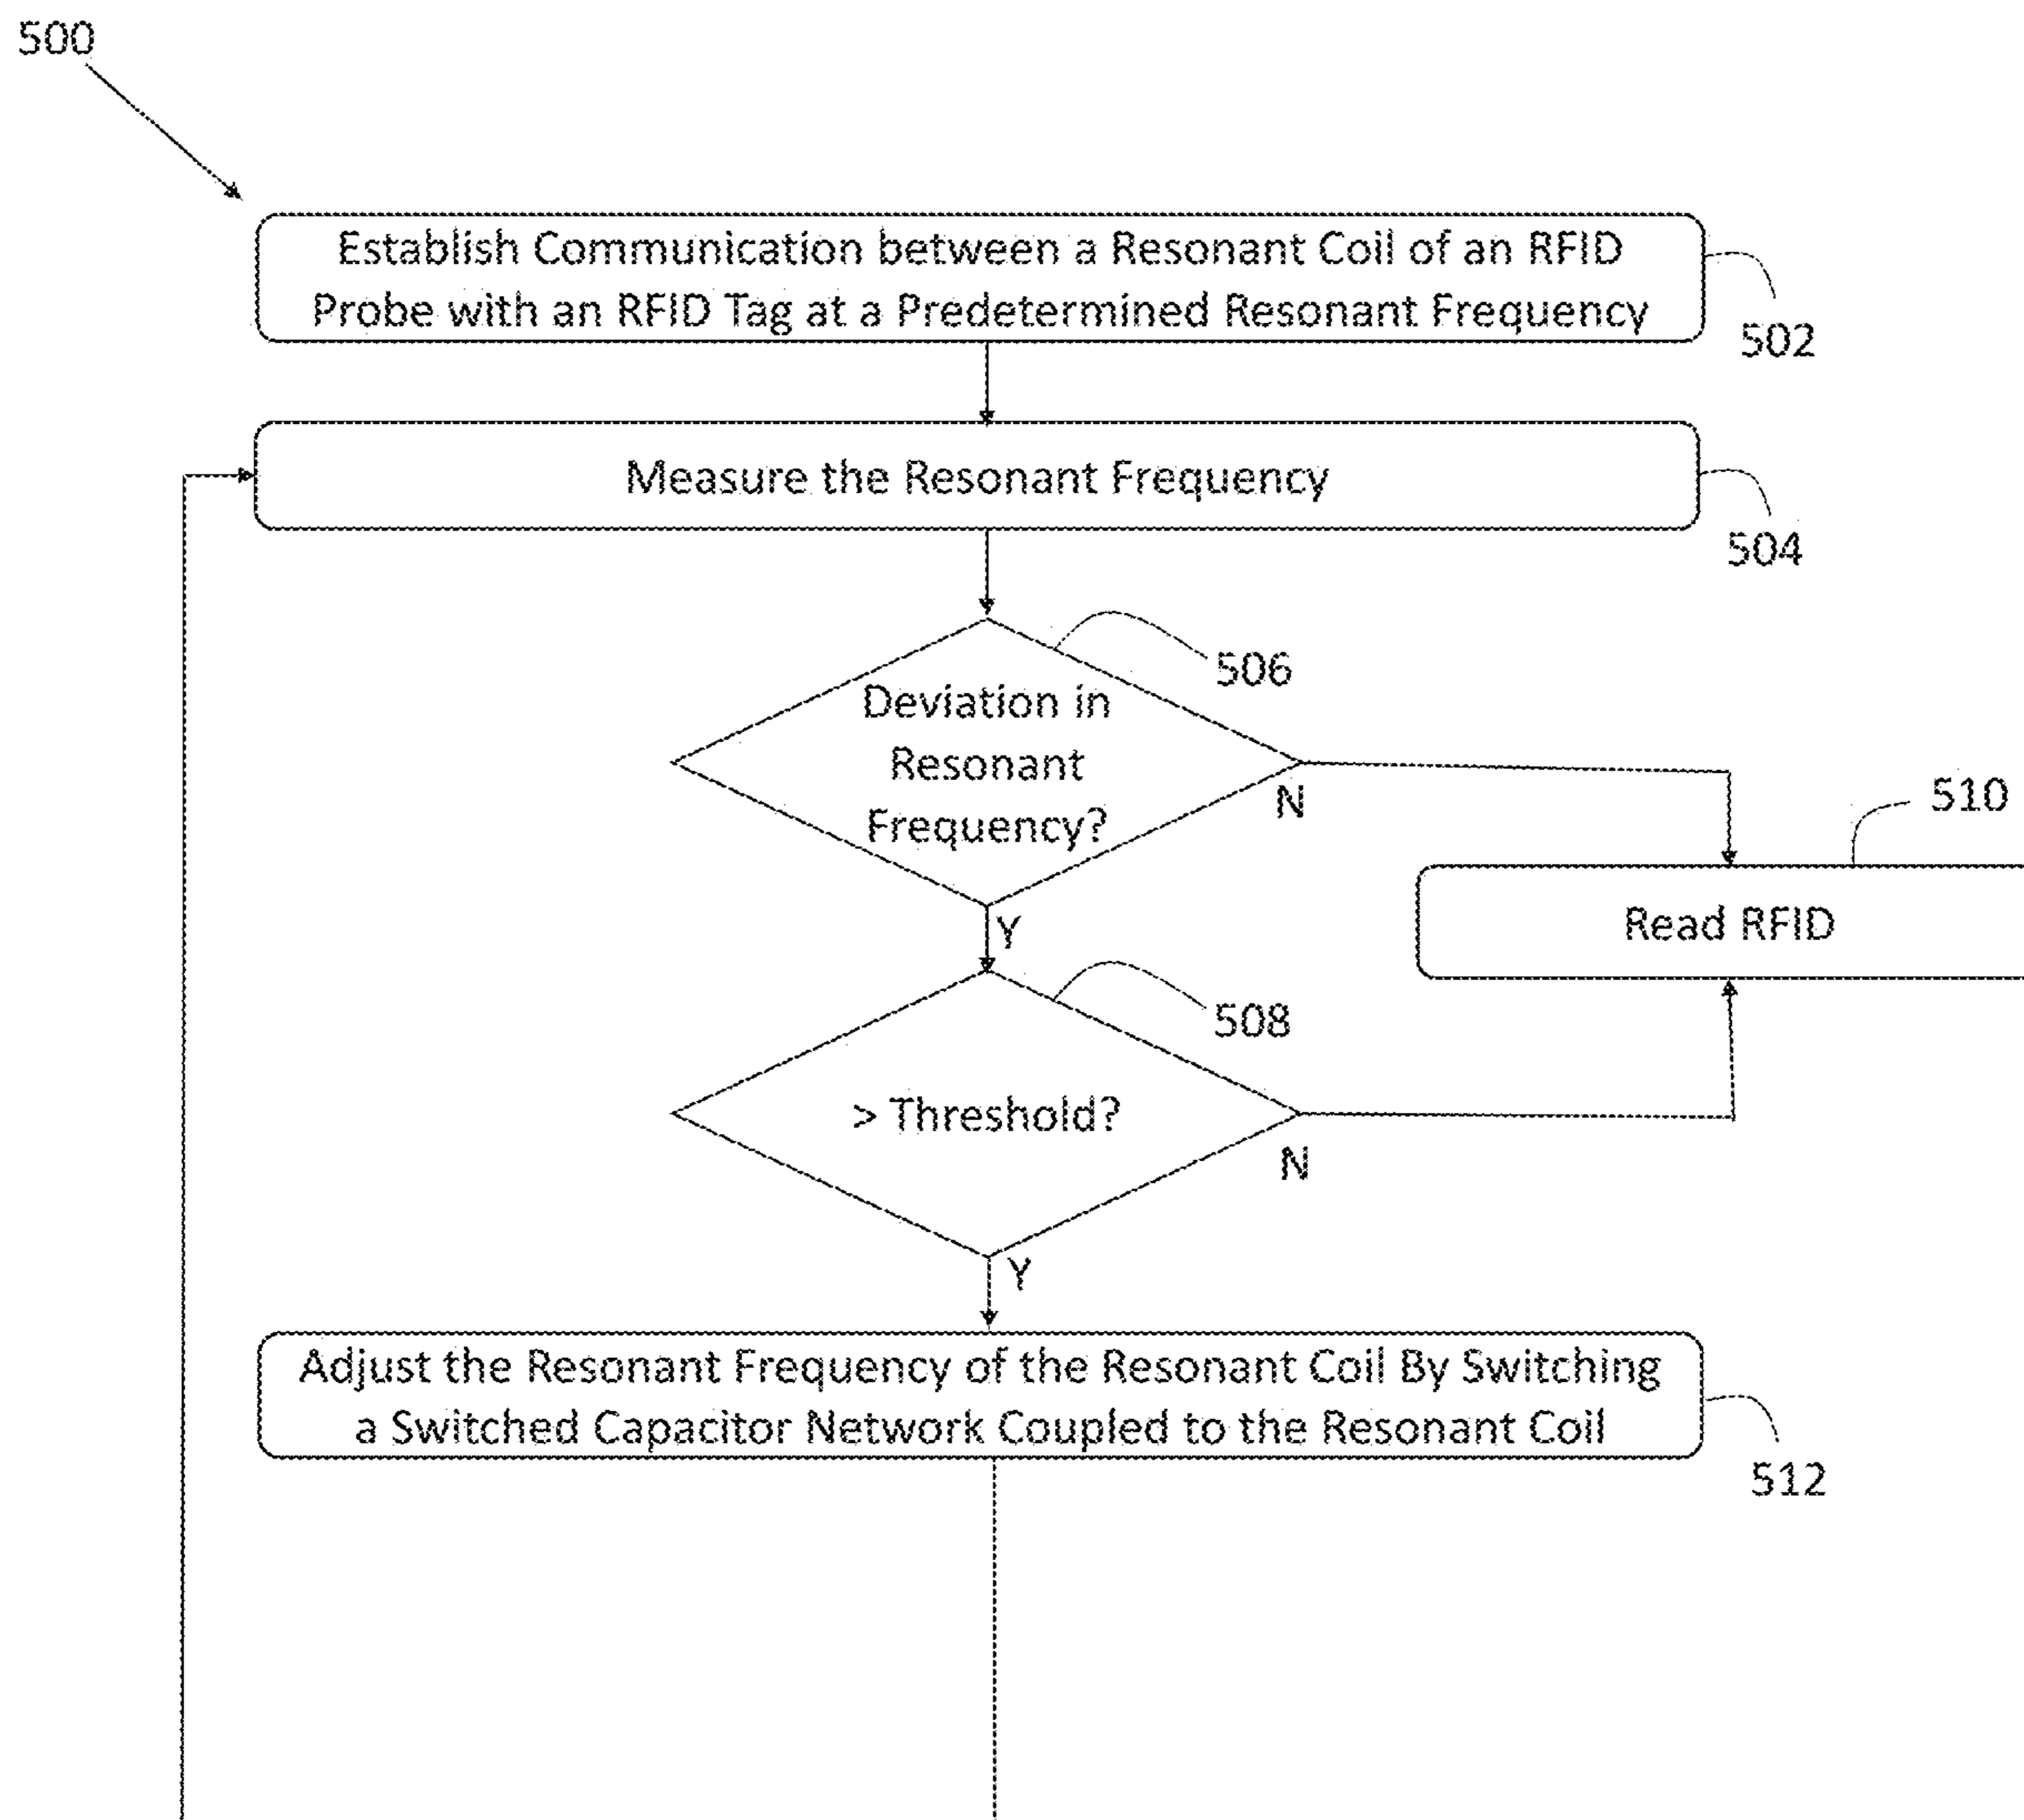 500
Establish Communication between a Resonant Coil of an RFID
Probe with an RFID Tag at a Predetermined Resonant Frequency
502
Measure the Resonant Frequency
504
506
Deviation in
Resonant
Frequency?
N
510
Read RFID
Y
508
> Threshold?
N
Y
Adjust the Resonant Frequency of the Resonant Coil By Switching
a Switched Capacitor Network Coupled to the Resonant Coil
512